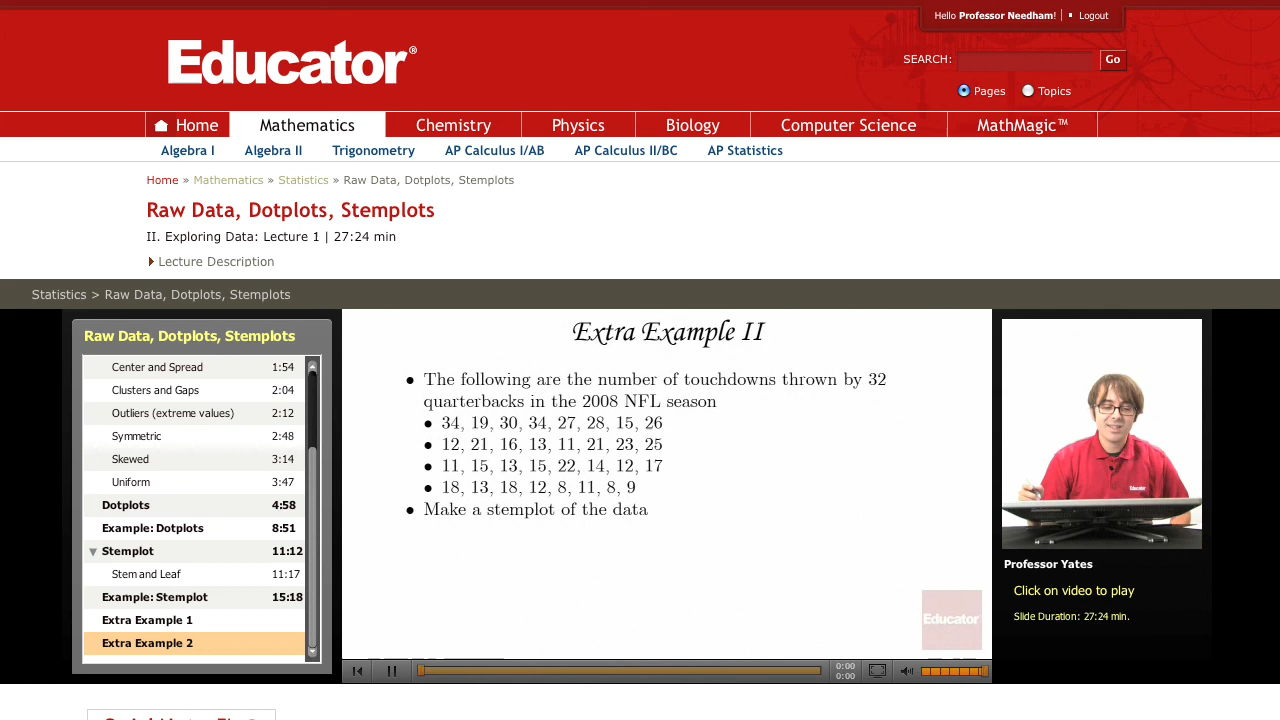 Hello Professor Needham! | Logout
Educator®
SEARCH: Go
Pages Topics
Home Mathematics Chemistry Physics Biology Computer Science MathMagic™
Algebra I Algebra II Trigonometry AP Calculus I/AB AP Calculus II/BC AP Statistics
Home » Mathematics » Statistics » Raw Data, Dotplots, Stemplots
Raw Data, Dotplots, Stemplots
II. Exploring Data: Lecture 1 | 27:24 min
Lecture Description
Statistics > Raw Data, Dotplots, Stemplots
Raw Data, Dotplots, Stemplots
Center and Spread 1:54
Clusters and Gaps 2:04
Outliers (extreme values) 2:12
Symmetric 2:48
Skewed 3:14
Uniform 3:47
Dotplots 4:58
Example: Dotplots 8:51
Stemplot 11:12
Stem and Leaf 11:17
Example: Stemplot 15:18
Extra Example 1
Extra Example 2
Extra Example II
• The following are the number of touchdowns thrown by 32
quarterbacks in the 2008 NFL season
• 34, 19, 30, 34, 27, 28, 15, 26
• 12, 21, 16, 13, 11, 21, 23, 25
• 11, 15, 13, 15, 22, 14, 12, 17
• 18, 13, 18, 12, 8, 11, 8, 9
• Make a stemplot of the data
Educator
0:00
0:00
Educator
Professor Yates
Click on video to play
Slide Duration: 27:24 min.